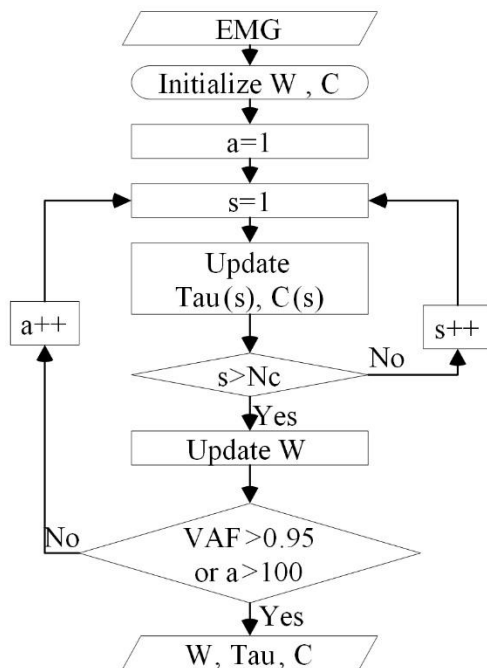 EMG
Initialize W , C
a=1
s=1
Update
Tau(s), C(s)
a++
s++
No
s>Nc
Yes
Update W
No
VAF>0.95
or a>100
Yes
W, Tau, C